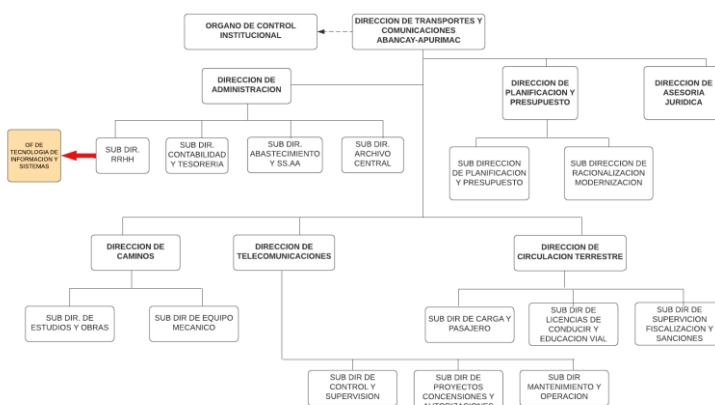 ORGANO DE CONTROL
INSTITUCIONAL
DIRECCION DE TRANSPORTES Y
COMUNICACIONES
ABANCAY-APURIMAC
DIRECCION DE
ADMINISTRACION
DIRECCION DE
PLANIFICACION Y
PRESUPUESTO
DIRECCION DE
ASESORIA
JURIDICA
OF DE
TECNOLOGIA DE
INFORMACION Y
SISTEMAS
SUB DIR.
RRHH
SUB DIR.
CONTABILIDAD
Y TESORERIA
SUB DIR.
ABASTECIMIENTO
Y SS.AA
SUB DIR.
ARCHIVO
CENTRAL
SUB DIRECCION
DE PLANIFICACION
Y PRESUPUESTO
SUB DIRECCION DE
RACIONALIZACION
MODERNIZACION
DIRECCION DE
CAMINOS
DIRECCION DE
TELECOMUNICACIONES
DIRECCION DE
CIRCULACION TERRESTRE
SUB DIR. DE
ESTUDIOS Y OBRAS
SUB DIR DE EQUIPO
MECANICO
SUB DIR DE CARGA Y
PASAJERO
SUB DIR DE
LICENCIAS DE
CONDUCIR Y
EDUCACION VIAL
SUB DIR DE
SUPERVICION
FISCALIZACION Y
SANCIONES
SUB DIR DE
CONTROL Y
SUPERVISION
SUB DIR DE
PROYECTOS
CONCENSIONES Y
AUTORIZACIONES
SUB DIR
MANTENIMIENTO Y
OPERACION